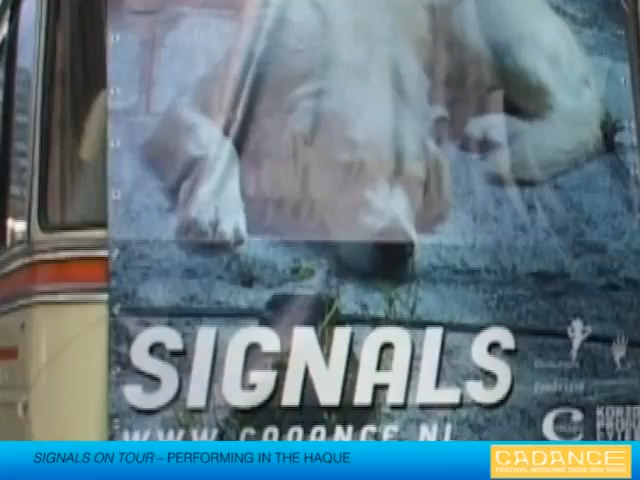 SIGNALS
WWW.CADANCE.NL
SIGNALS ON TOUR – PERFORMING IN THE HAQUE
CADANCE